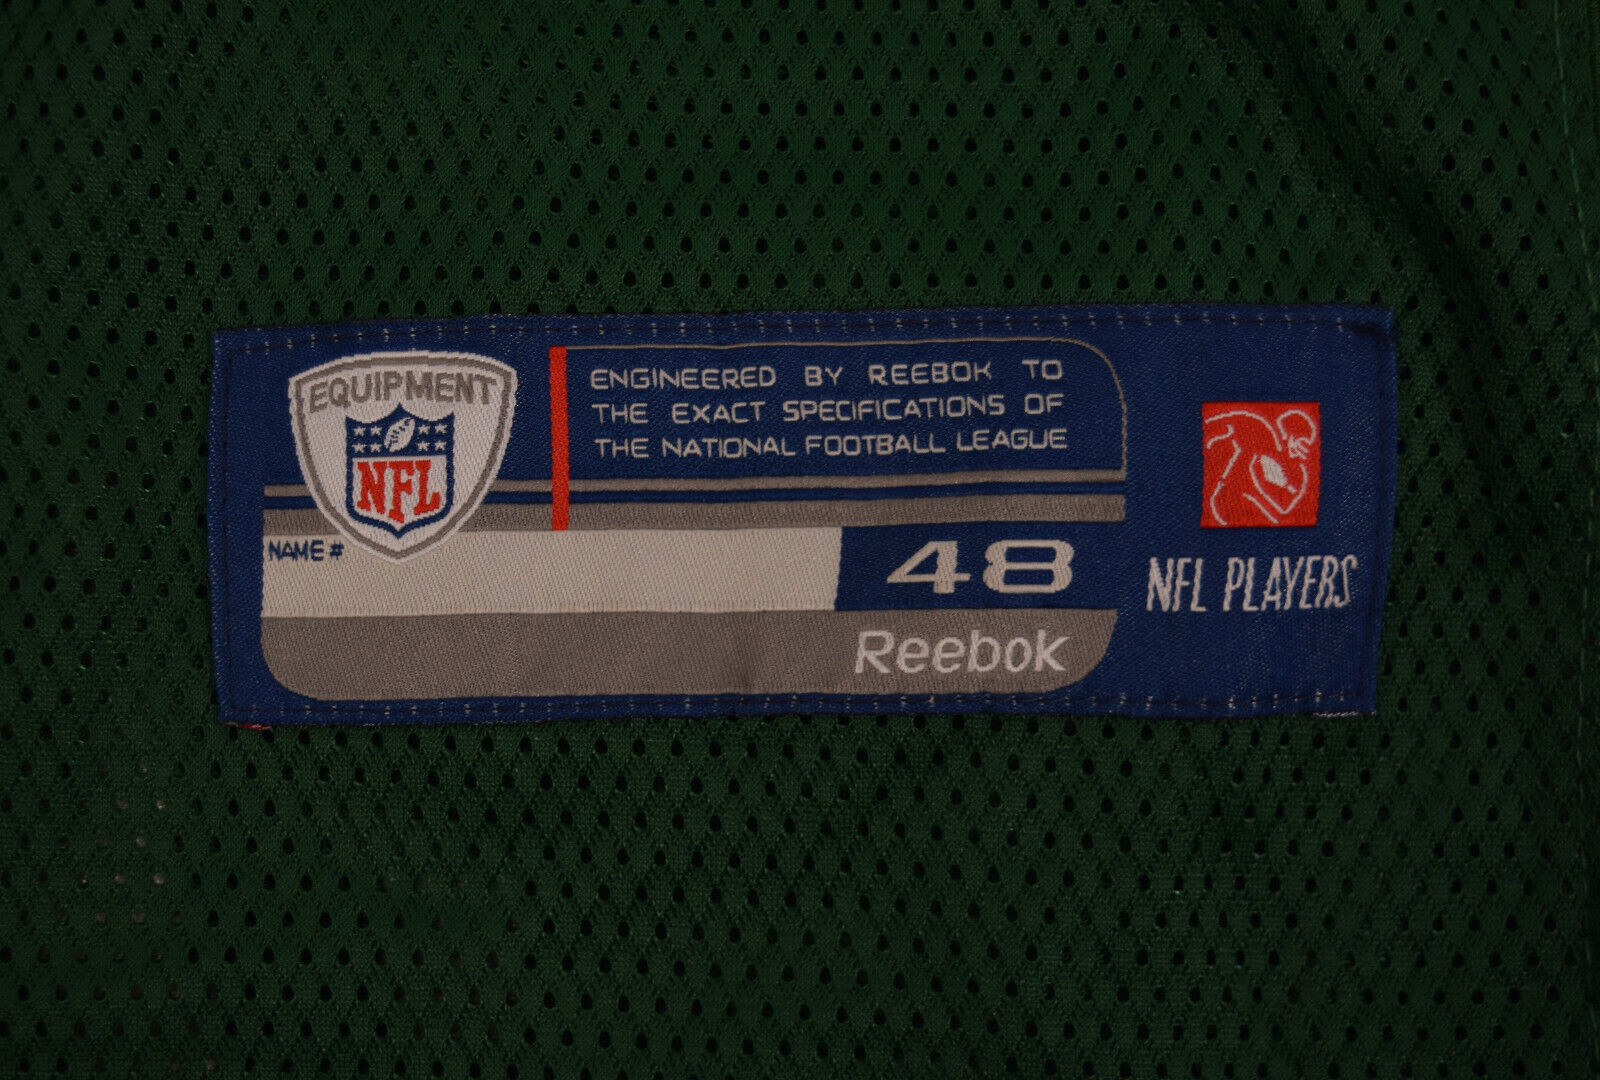 EQUIPMENT
NFL
ENGINEERED BY REEBOK TO
THE EXACT SPECIFICATIONS OF
THE NATIONAL FOOTBALL LEAGUE
NAME #
48
Reebok
NFL PLAYERS